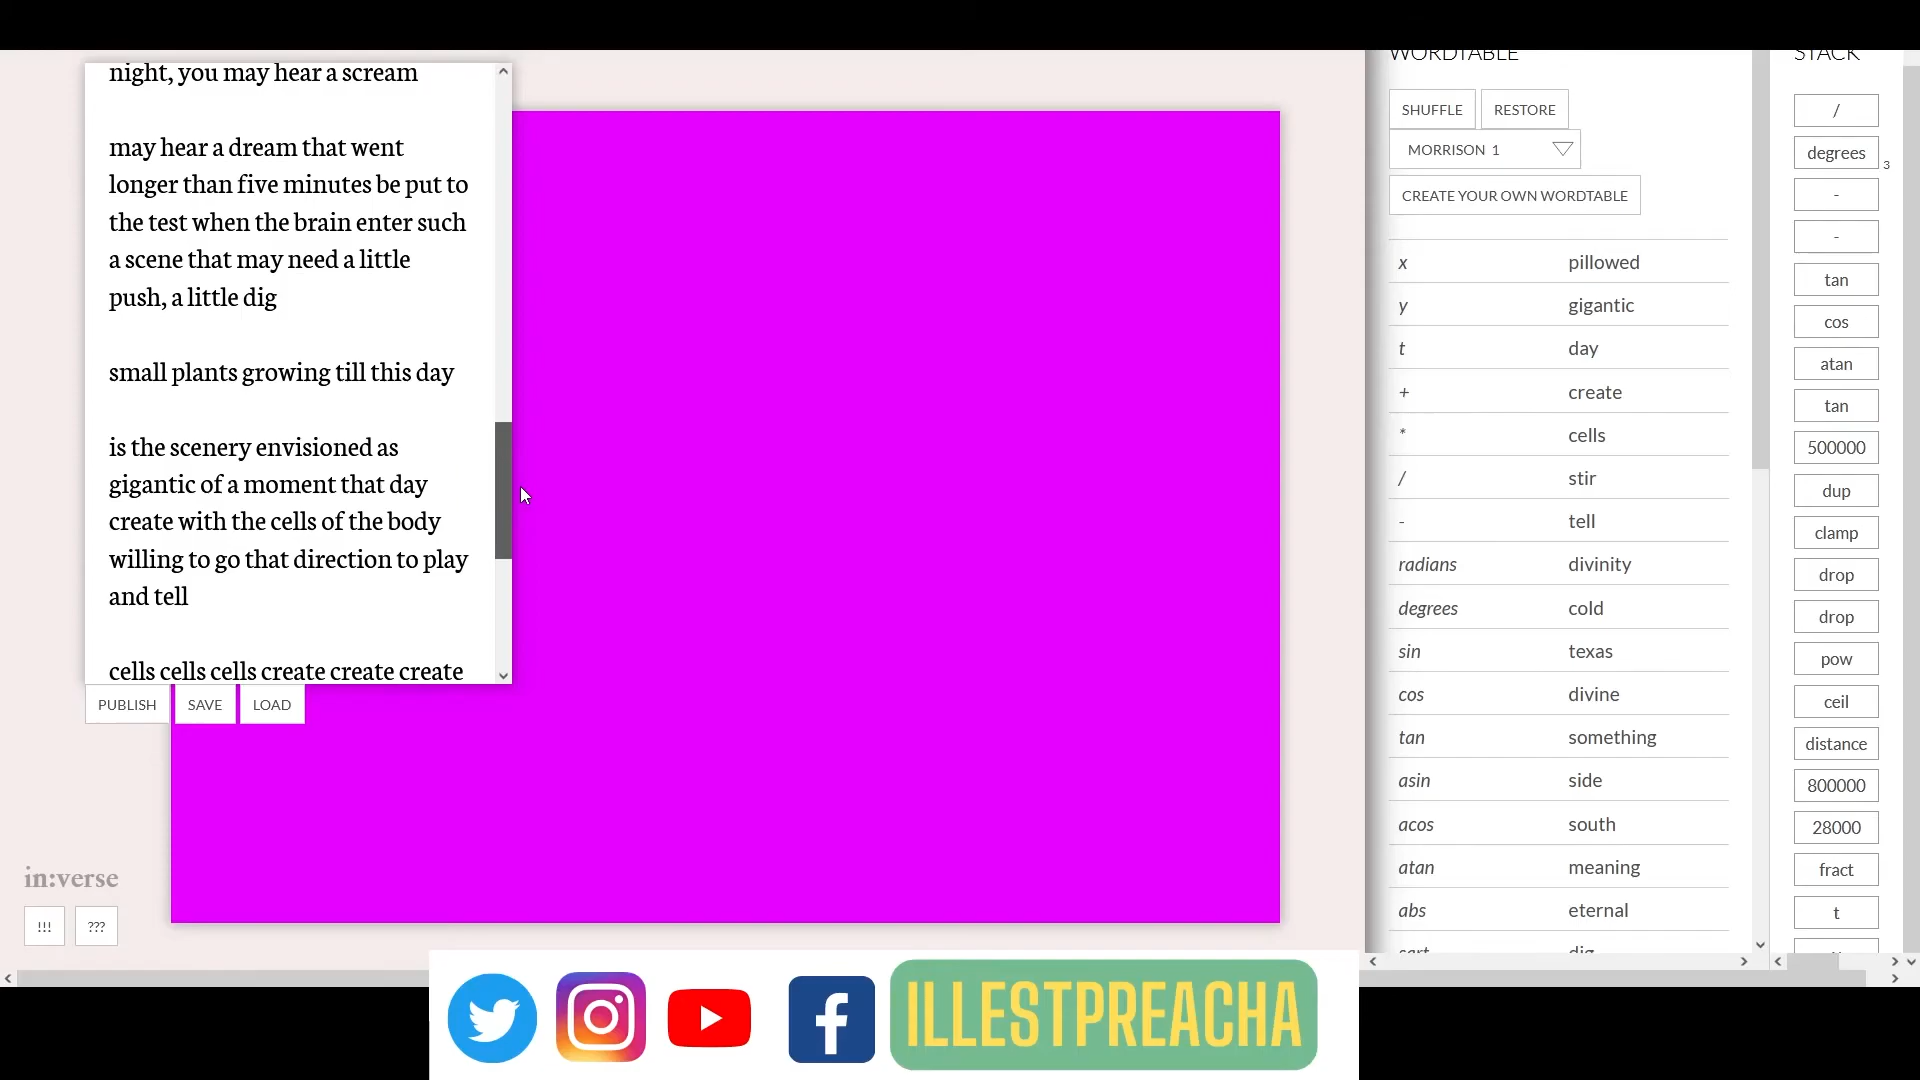 night, you may hear a scream
may hear a dream that went
longer than five minutes be put to
the test when the brain enter such
a scene that may need a little
push, a little dig
small plants growing till this day
is the scenery envisioned as
gigantic of a moment that day
create with the cells of the body
willing to go that direction to play
and tell
cells cells cells create create create
PUBLISH SAVE LOAD
in:verse
!!! ???
WORDTABLE
SHUFFLE RESTORE
MORRISON 1
CREATE YOUR OWN WORDTABLE
x pillowed
y gigantic
t day
+ create
* cells
/ stir
- tell
radians divinity
degrees cold
sin texas
cos divine
tan something
asin side
acos south
atan meaning
abs eternal
sqrt dig
STACK
/
degrees 3
-
-
tan
cos
atan
tan
500000
dup
clamp
drop
drop
pow
ceil
distance
800000
28000
fract
t
ILLESTPREACHA